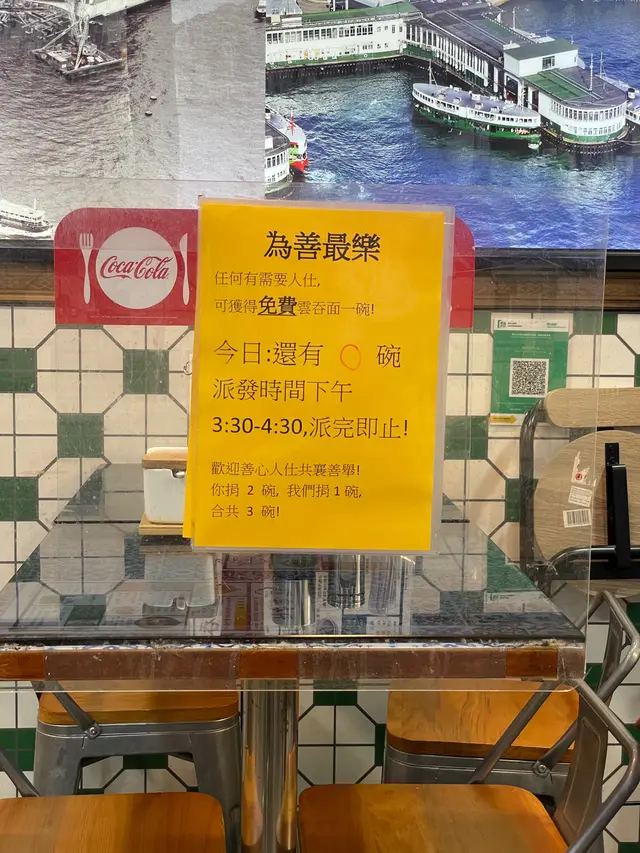 為善最樂
任何有需要人仕,
可獲得免費雲吞面一碗!
今日:還有 0 碗
派發時間下午
3:30-4:30,派完即止!
歡迎善心人仕共襄善舉!
你捐 2 碗, 我們捐1碗,
合共 3 碗!
Coca-Cola